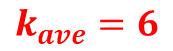 k_ave = 6